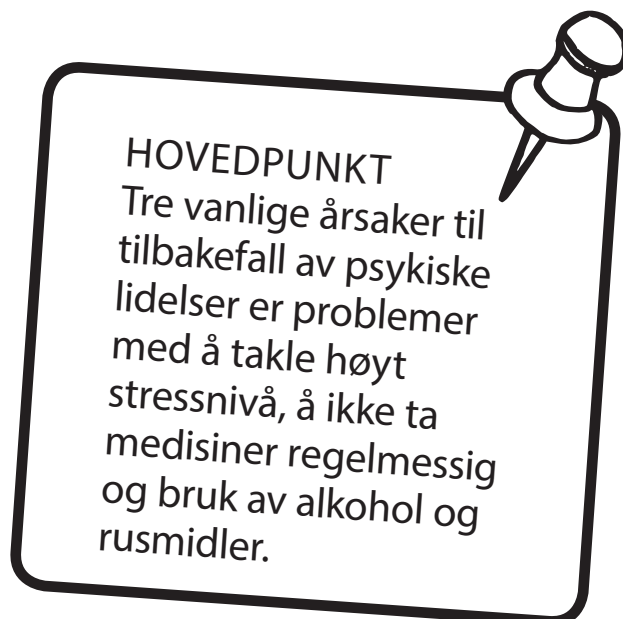 HOVEDPUNKT
Tre vanlige årsaker til
tilbakefall av psykiske
lidelser er problemer
med å takle høyt
stressnivå, å ikke ta
medisiner regelmessig
og bruk av alkohol og
rusmidler.